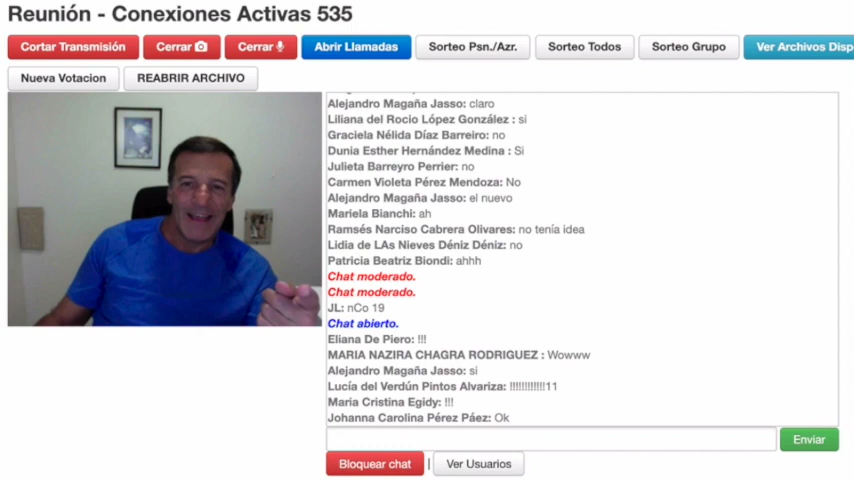 Reunión - Conexiones Activas 535
Cortar Transmisión Cerrar Cerrar Abrir Llamadas Sorteo Psn./Azr. Sorteo Todos Sorteo Grupo Ver Archivos Disp
Nueva Votacion REABRIR ARCHIVO
Alejandro Magaña Jasso: claro
Liliana del Rocio López González : si
Graciela Nélida Díaz Barreiro: no
Dunia Esther Hernández Medina : Si
Julieta Barreyro Perrier: no
Carmen Violeta Pérez Mendoza: No
Alejandro Magaña Jasso: el nuevo
Mariela Bianchi: ah
Ramsés Narciso Cabrera Olivares: no tenía idea
Lidia de LAs Nieves Déniz Déniz: no
Patricia Beatriz Biondi: ahhh
Chat moderado.
Chat moderado.
JL: nCo 19
Chat abierto.
Eliana De Piero: !!!
MARIA NAZIRA CHAGRA RODRIGUEZ : Wowww
Alejandro Magaña Jasso: si
Lucía del Verdún Pintos Alvariza: !!!!!!!!!!!!11
Maria Cristina Egidy: !!!
Johanna Carolina Pérez Páez: Ok
Enviar
Bloquear chat | Ver Usuarios